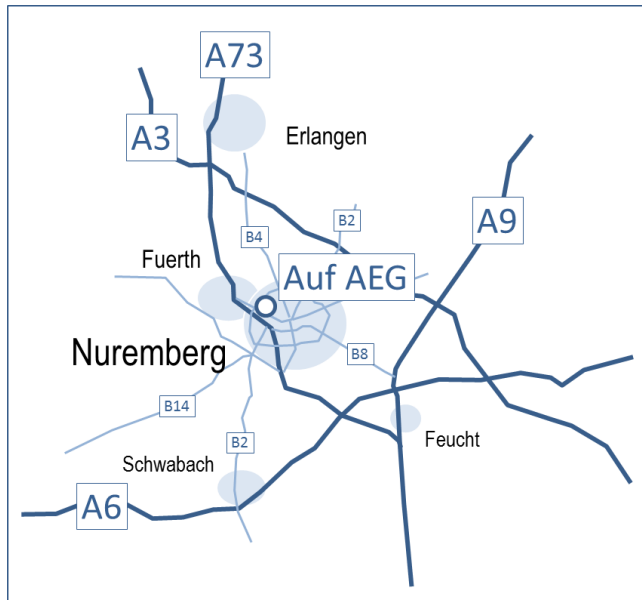 A73
A3
Erlangen
A9
B2
B4
Fuerth
Auf AEG
Nuremberg
B8
B14
B2
Feucht
Schwabach
A6